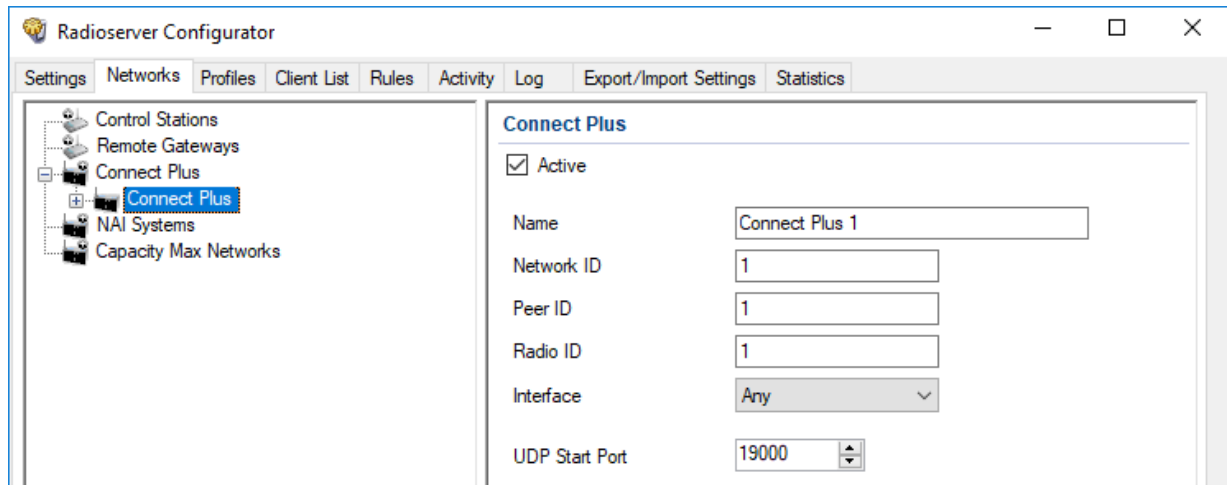 Radioserver Configurator
Settings Networks Profiles Client List Rules Activity Log Export/Import Settings Statistics
Control Stations
Remote Gateways
Connect Plus
Connect Plus
NAI Systems
Capacity Max Networks
Connect Plus
Active
Name Connect Plus 1
Network ID 1
Peer ID 1
Radio ID 1
Interface Any
UDP Start Port 19000